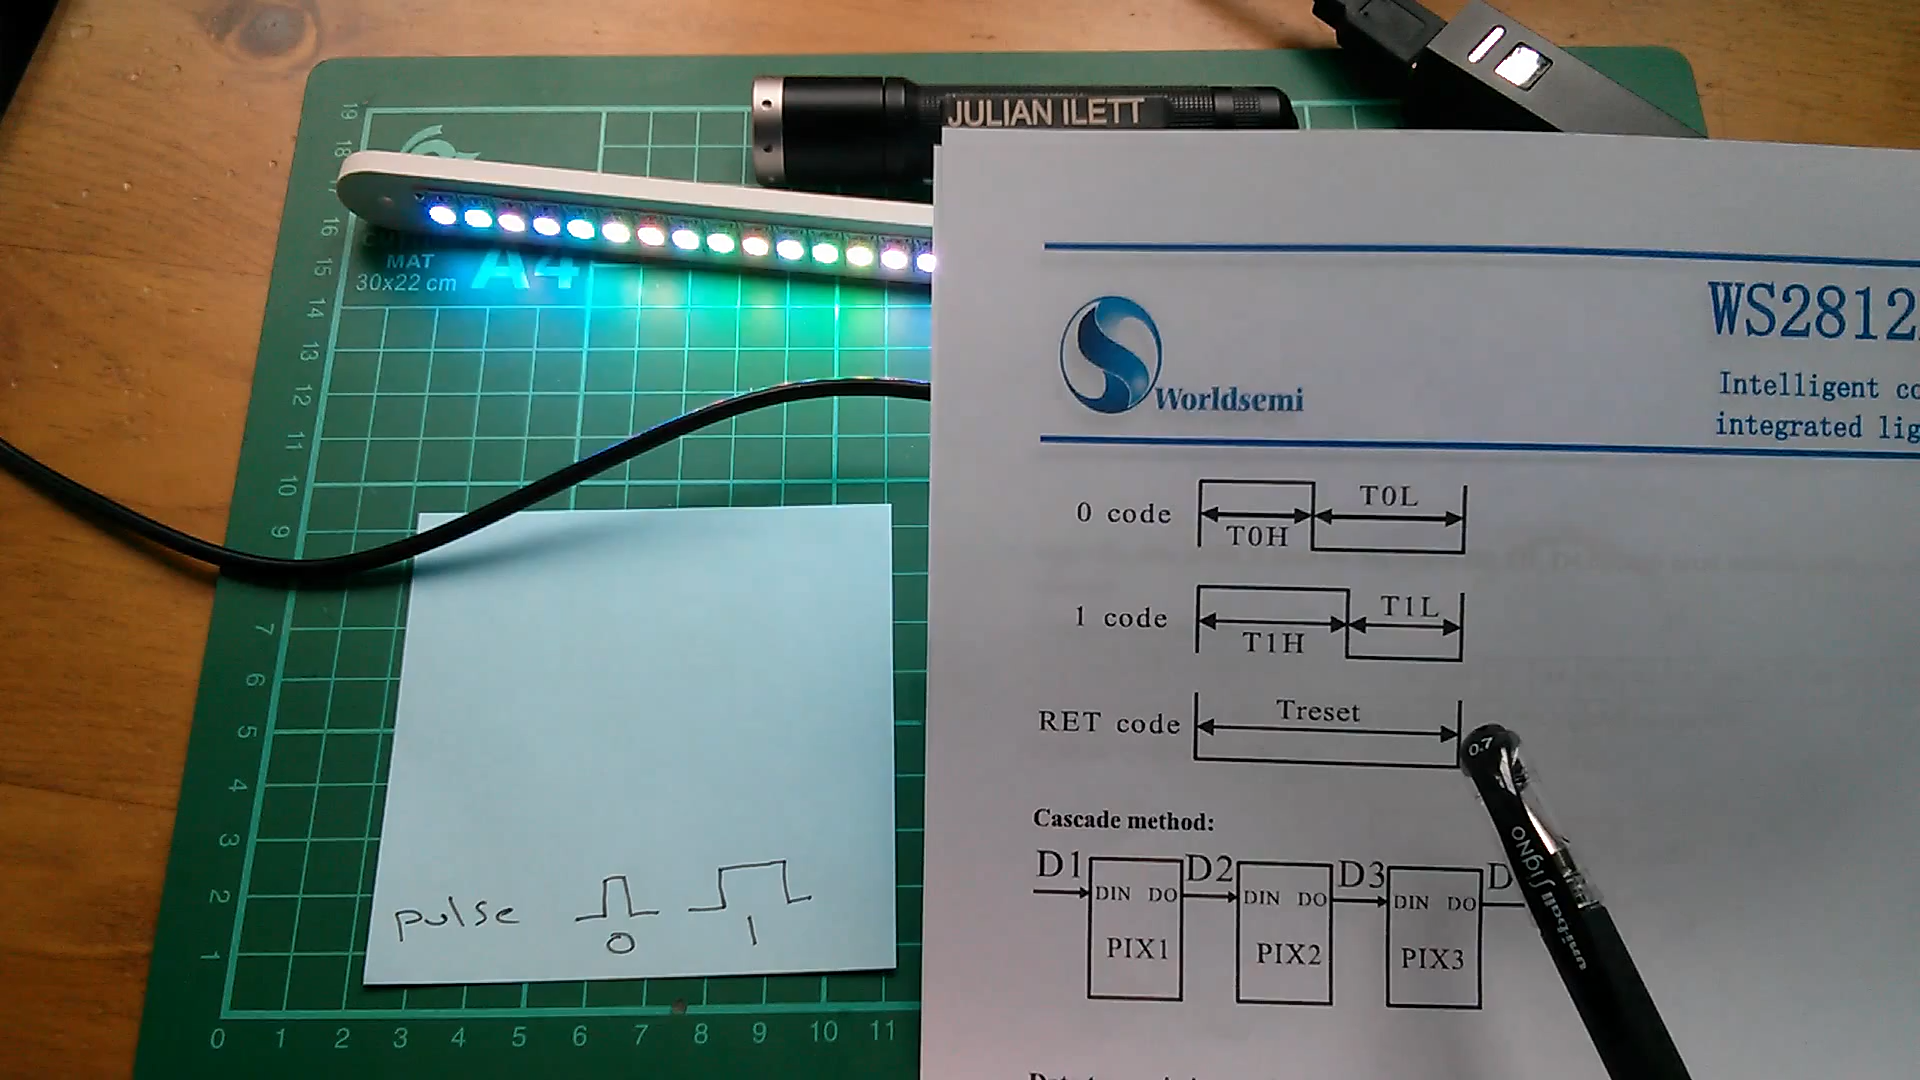 JULIAN ILETT
MAT
A4
30x22 cm
19
18
17
16
15
14
13
12
11
10
9
7
6
5
4
3
2
1
0 1 2 3 4 5 6 7 8 9 10 11
pulse 0 1
Worldsemi
WS2812
Intelligent
integrated
0 code T0H T0L
1 code T1H T1L
RET code Treset
Cascade method:
D1 D2 D3 D
DIN DO DIN DO DIN DO
PIX1 PIX2 PIX3
0.7
uniball signo